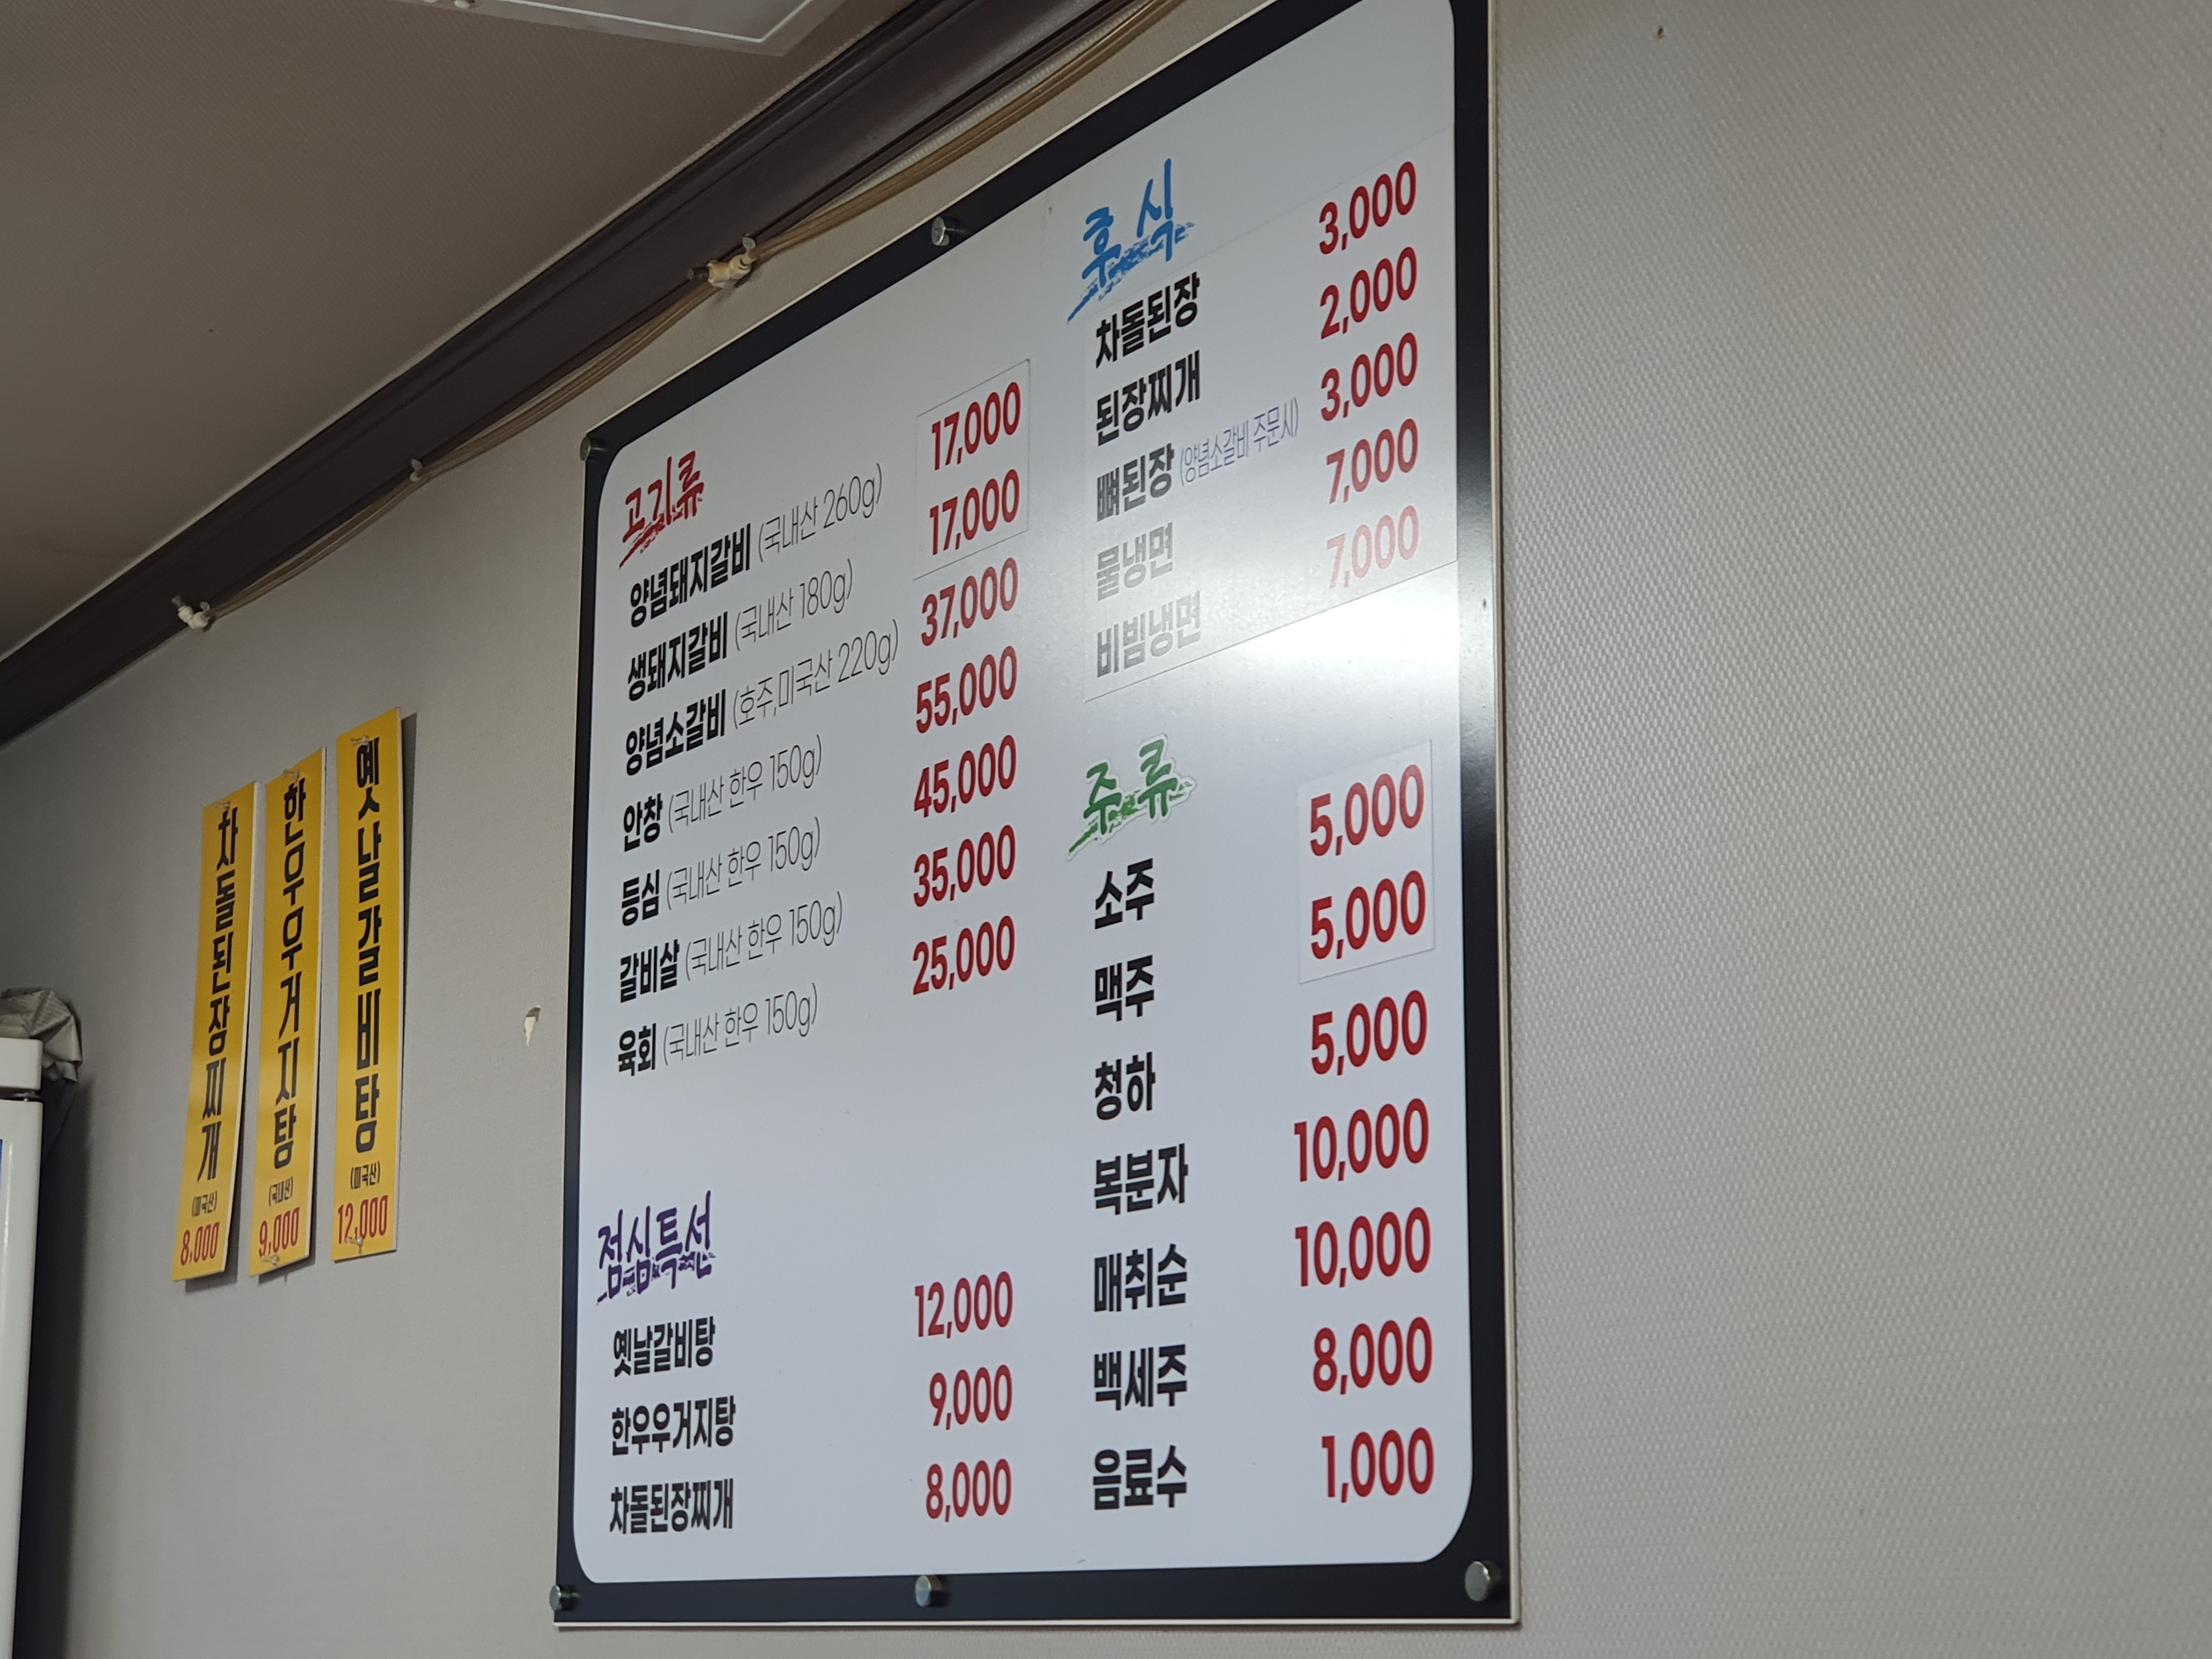 고기류
양념돼지갈비 (국내산 260g) 17,000
생돼지갈비 (국내산 180g) 17,000
양념소갈비 (호주,미국산 220g) 37,000
안창 (국내산 한우 150g) 55,000
등심 (국내산 한우 150g) 45,000
갈비살 (국내산 한우 150g) 35,000
육회 (국내산 한우 150g) 25,000
점심특선
옛날갈비탕 12,000
한우우거지탕 9,000
차돌된장찌개 8,000
후식
차돌된장 3,000
된장찌개 2,000
뼈된장 (양념소갈비 주문시) 3,000
물냉면 7,000
비빔냉면 7,000
주류
소주 5,000
맥주 5,000
청하 5,000
복분자 10,000
매취순 10,000
백세주 8,000
음료수 1,000
차돌된장찌개 (미국산) 8,000
한우우거지탕 (국내산) 9,000
옛날갈비탕 (미국산) 12,000